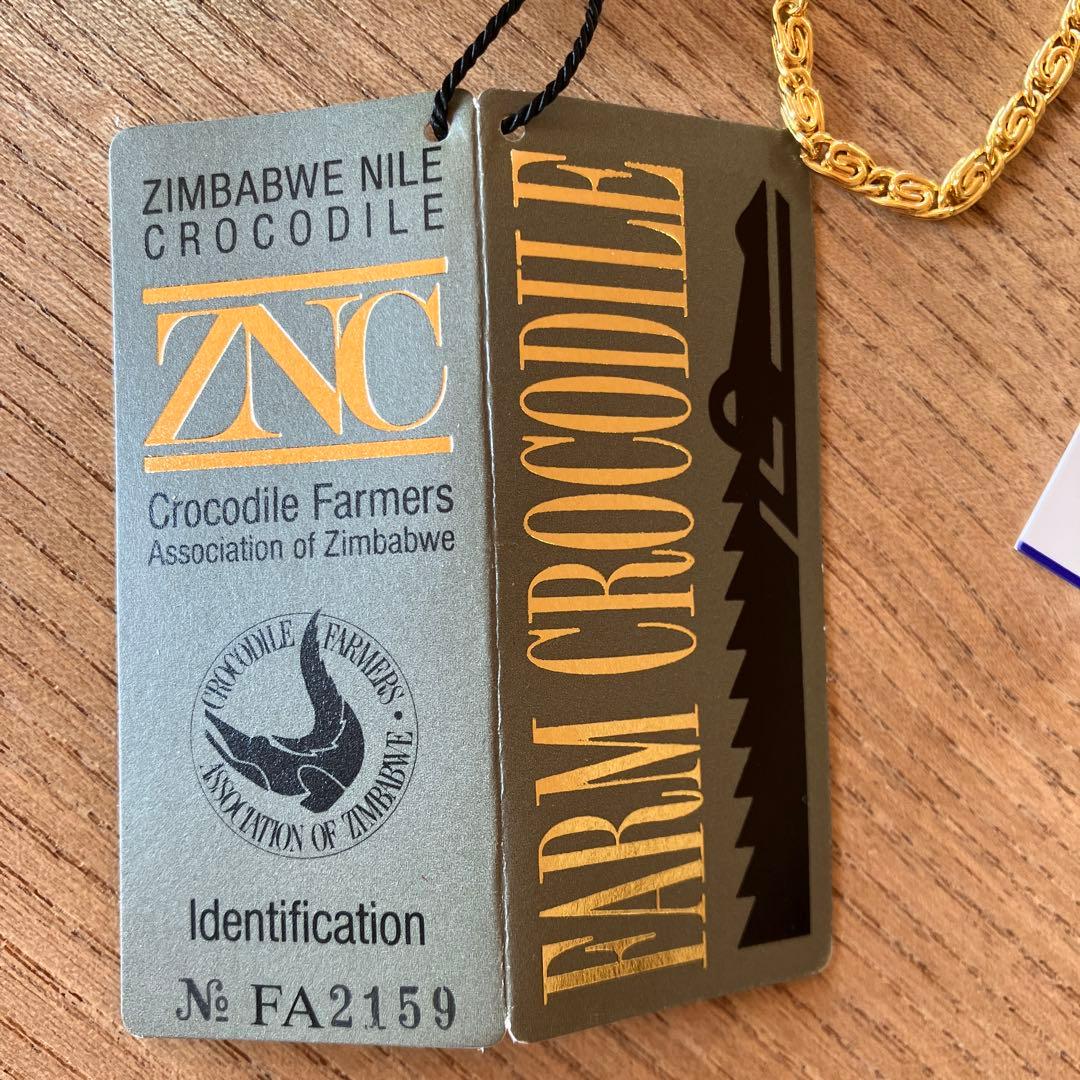 ZIMBABWE NILE
CROCODILE
ZNC
Crocodile Farmers
Association of Zimbabwe
CROCODILE FARMERS •
ASSOCIATION OF ZIMBABWE
Identification
№ FA2159
FARM CROCODILE